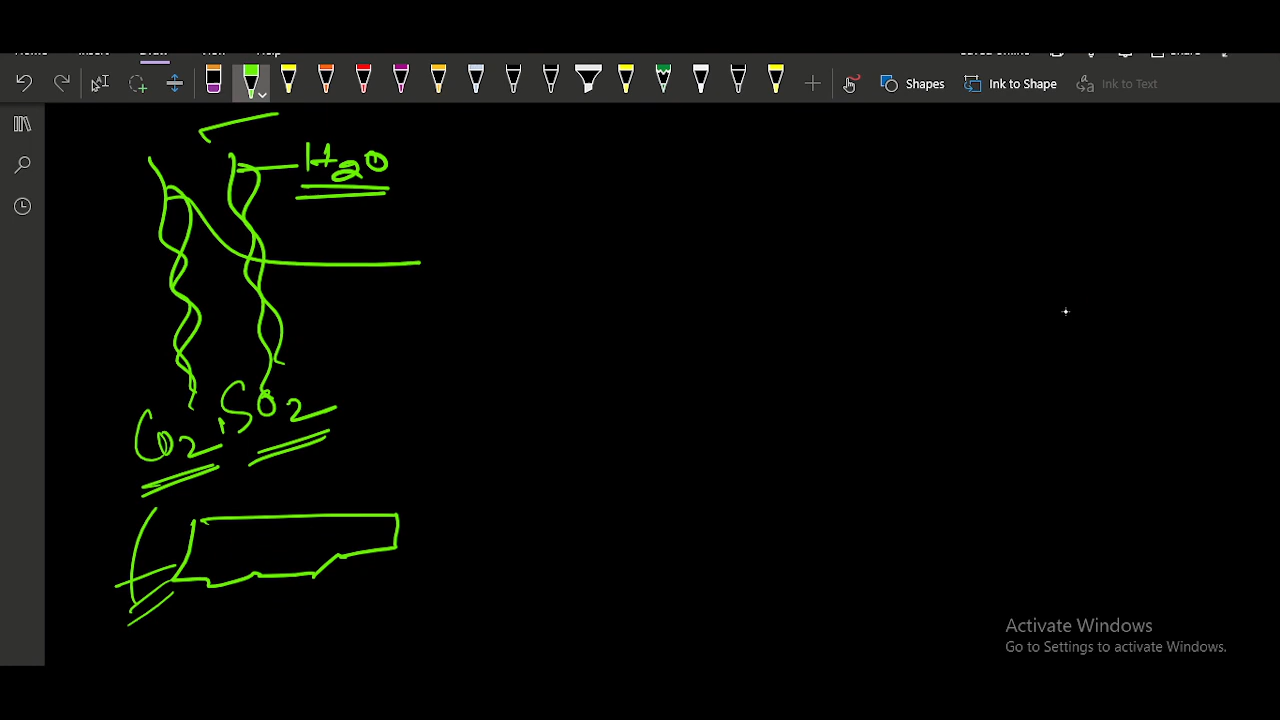 Shapes Ink to Shape Ink to Text
H2O
CO2, SO2
Activate Windows
Go to Settings to activate Windows.